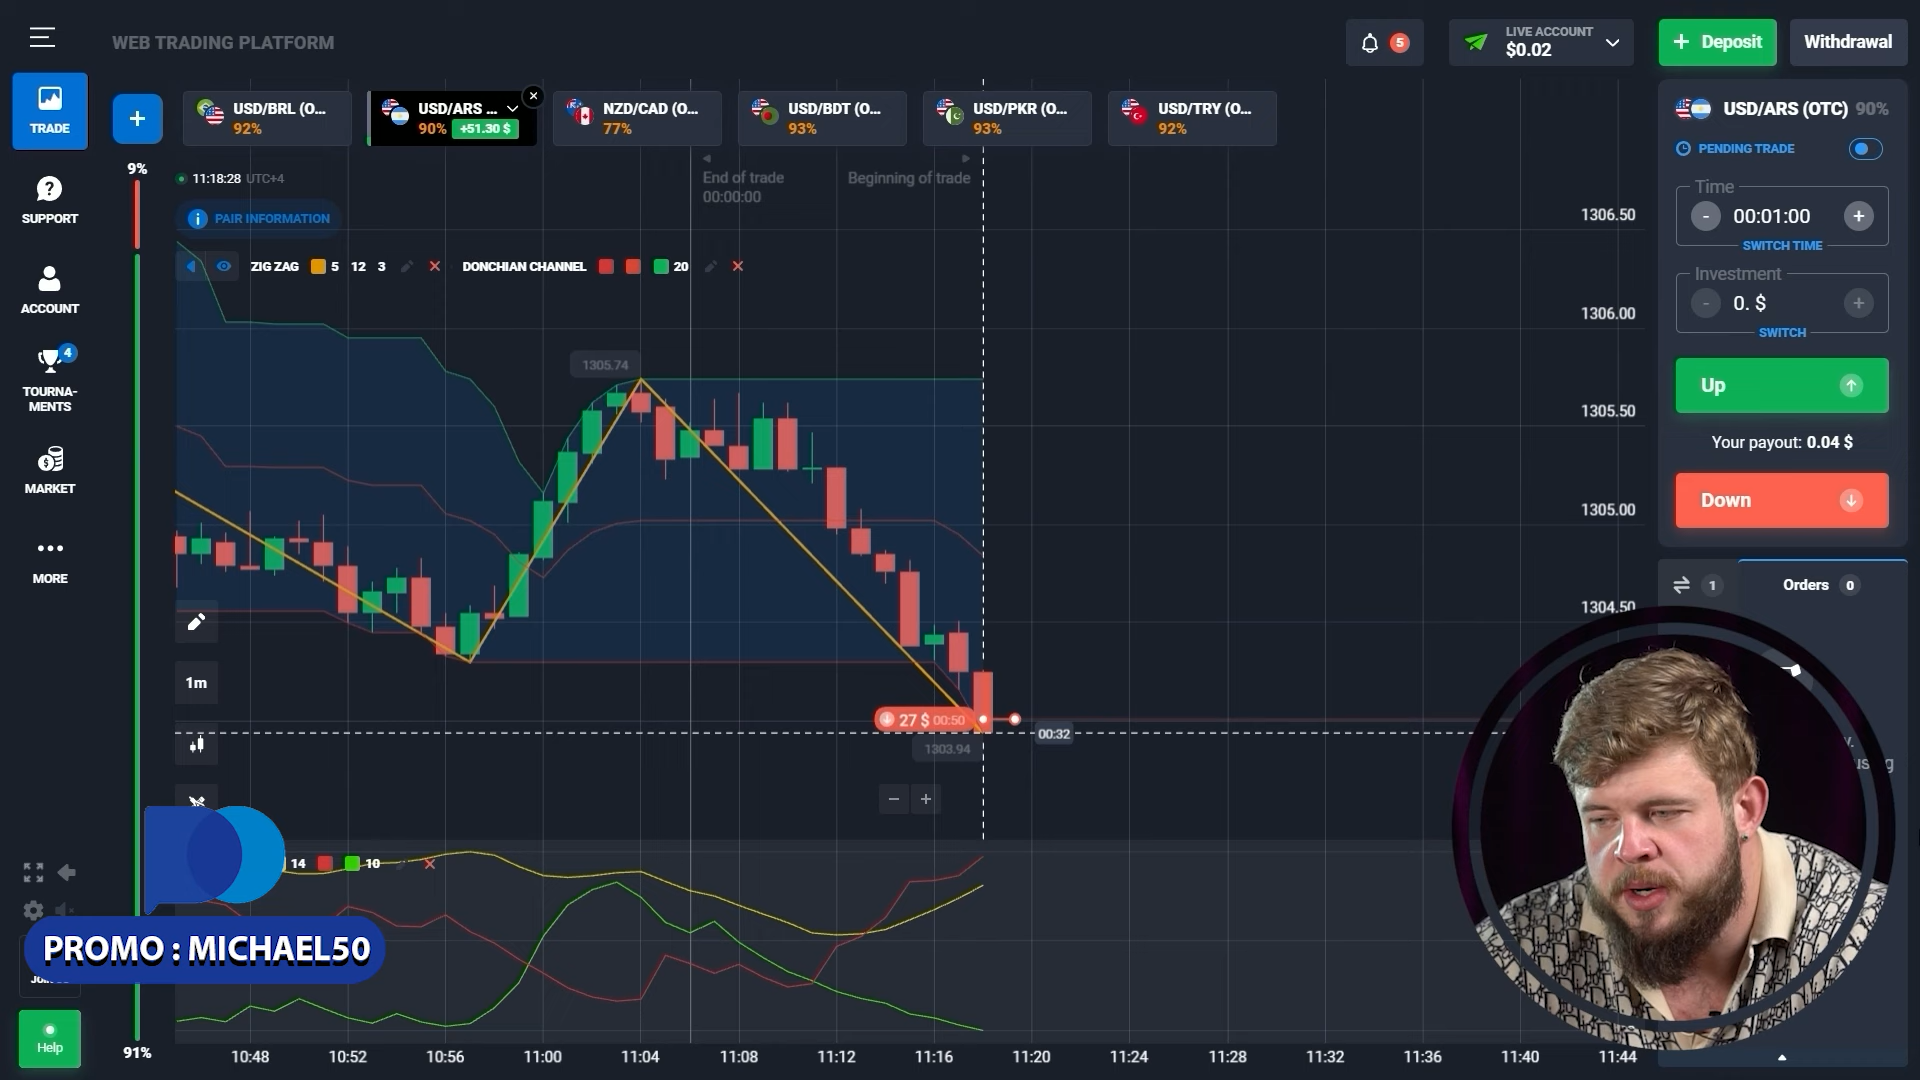 WEB TRADING PLATFORM
5
LIVE ACCOUNT
$0.02
Deposit
Withdrawal
TRADE
SUPPORT
ACCOUNT
4
TOURNA-
MENTS
MARKET
MORE
USD/BRL (O...
92%
USD/ARS ...
90% +51.30 $
NZD/CAD (O...
77%
USD/BDT (O...
93%
USD/PKR (O...
93%
USD/TRY (O...
92%
9%
11:18:28 UTC+4
End of trade
00:00:00
Beginning of trade
PAIR INFORMATION
ZIG ZAG 5 12 3
DONCHIAN CHANNEL 20
1306.50
1306.00
1305.50
1305.00
1304.50
1305.74
27 $ 00:50
00:32
1303.94
1m
14 10
PROMO : MICHAEL50
Help
91%
10:48 10:52 10:56 11:00 11:04 11:08 11:12 11:16 11:20 11:24 11:28 11:32 11:36 11:40 11:44
USD/ARS (OTC) 90%
PENDING TRADE
Time
- 00:01:00 +
SWITCH TIME
Investment
- 0. $ +
SWITCH
Up
Your payout: 0.04 $
Down
1
Orders 0